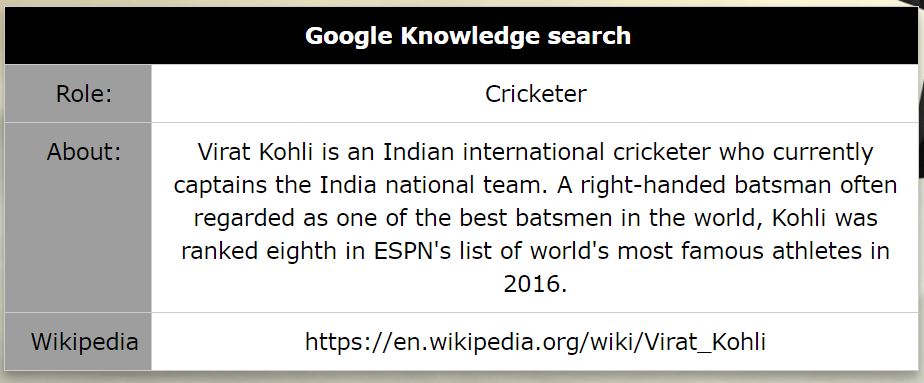 Google Knowledge search
Role:
Cricketer
About:
Virat Kohli is an Indian international cricketer who currently
captains the India national team. A right-handed batsman often
regarded as one of the best batsmen in the world, Kohli was
ranked eighth in ESPN's list of world's most famous athletes in
2016.
Wikipedia
https://en.wikipedia.org/wiki/Virat_Kohli